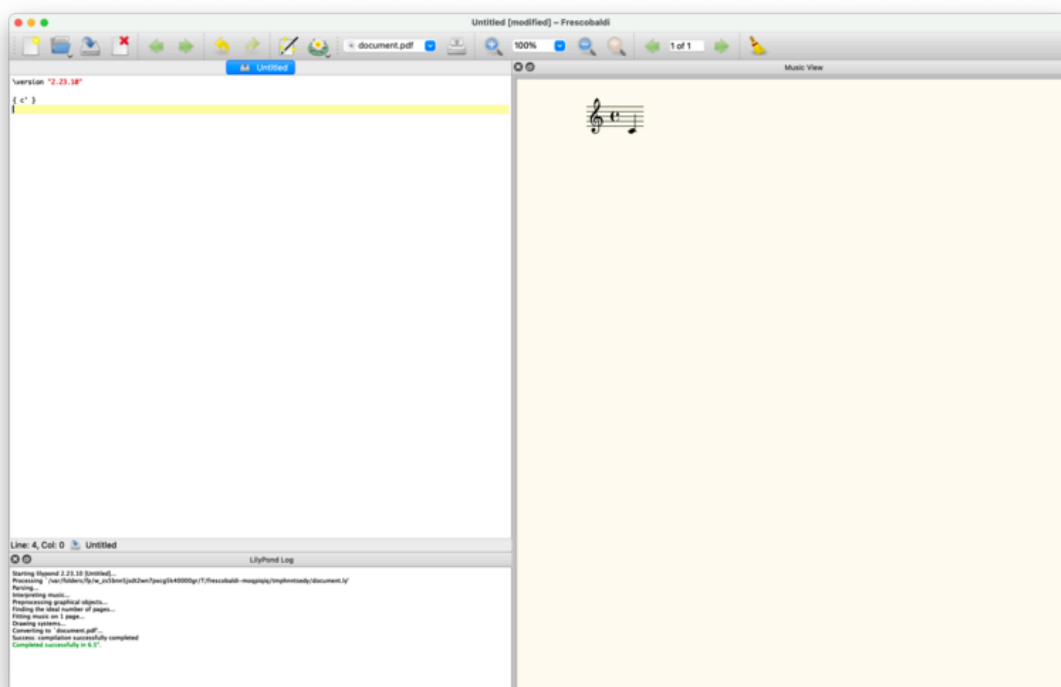 Untitled [modified] – Frescobaldi
document.pdf
100%
1 of 1
Untitled
Music View
\version "2.23.10"
{ c' }
Line: 4, Col: 0 Untitled
LilyPond Log
Starting lilypond 2.23.10 [Untitled]...
Parsing...
Interpreting music...
Preprocessing graphical objects...
Finding the ideal number of pages...
Fitting music on 1 page...
Drawing systems...
Converting to `document.pdf'...
Success: compilation successfully completed
Completed successfully in 6.5".